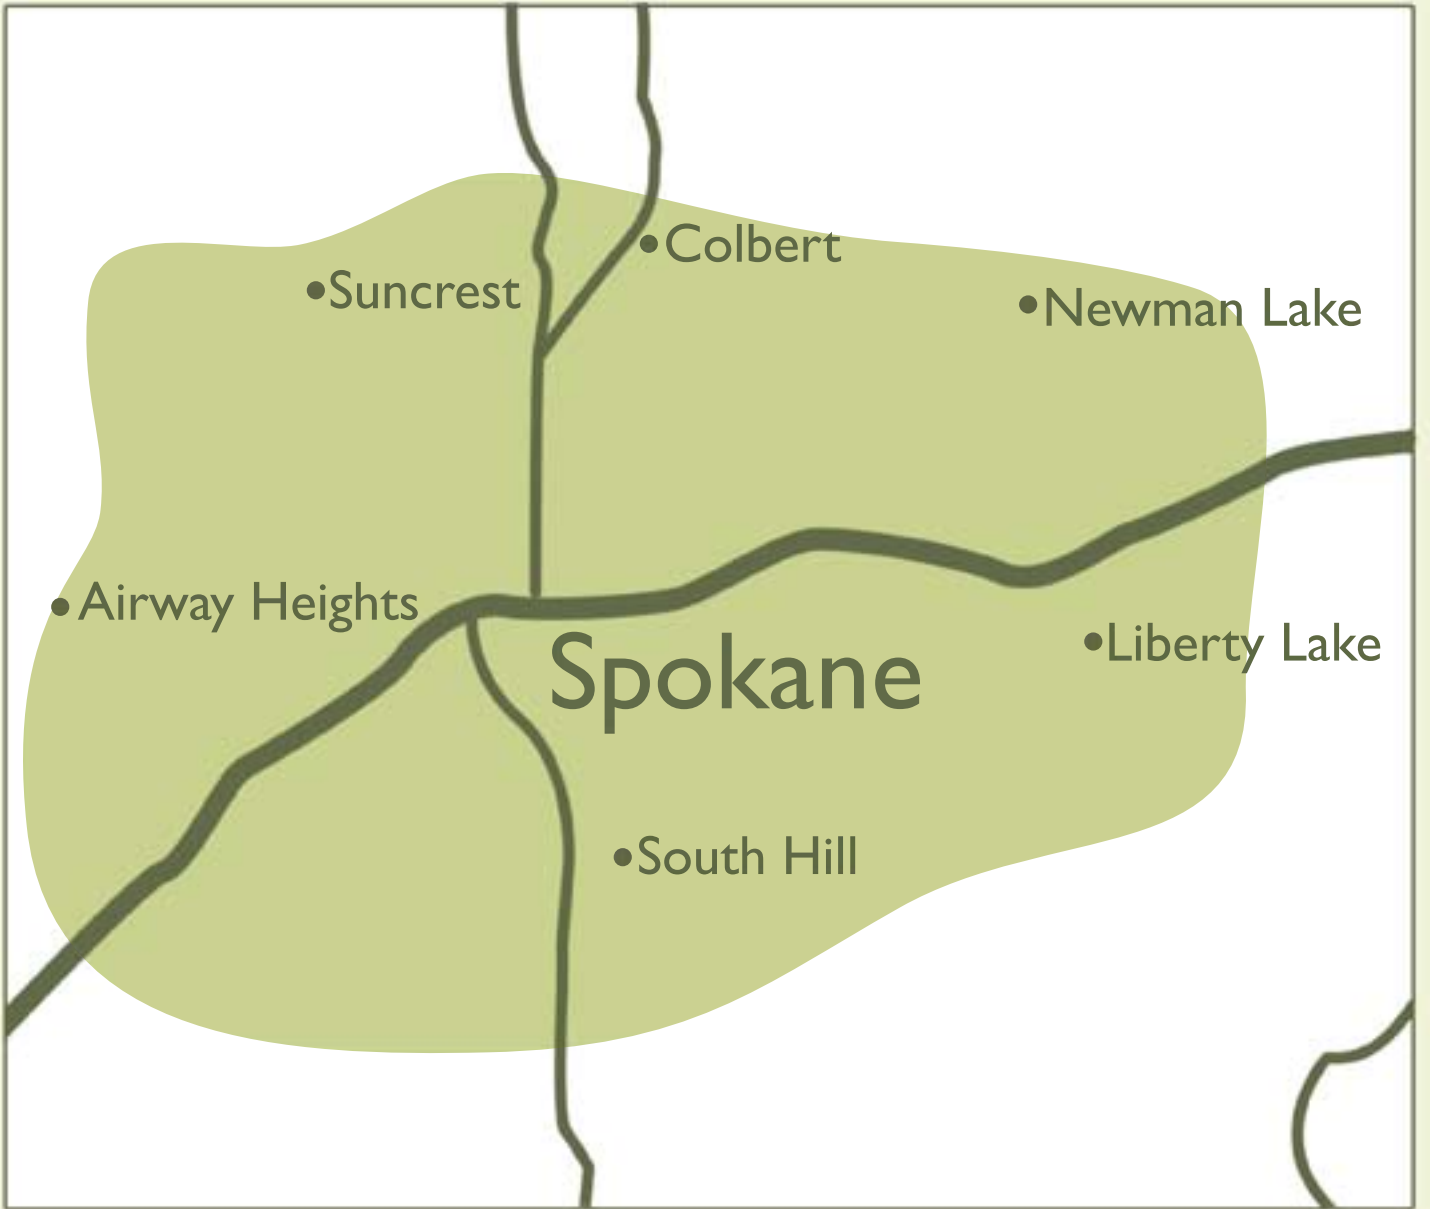 Colbert
Suncrest
Newman Lake
Airway Heights
Liberty Lake
Spokane
South Hill